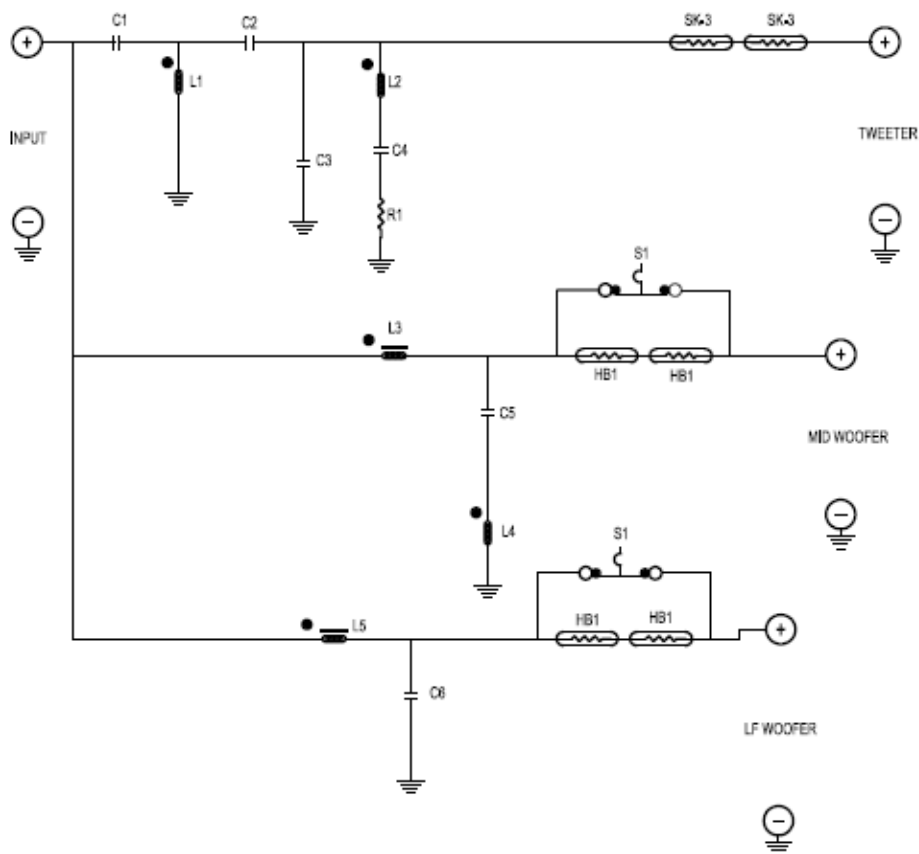 C1
C2
SK-3
SK-3
+
+
L1
L2
INPUT
TWEETER
C4
C3
R1
−
−
S1
L3
HB1
HB1
+
C5
MID WOOFER
L4
−
S1
L5
HB1
HB1
+
C6
LF WOOFER
−